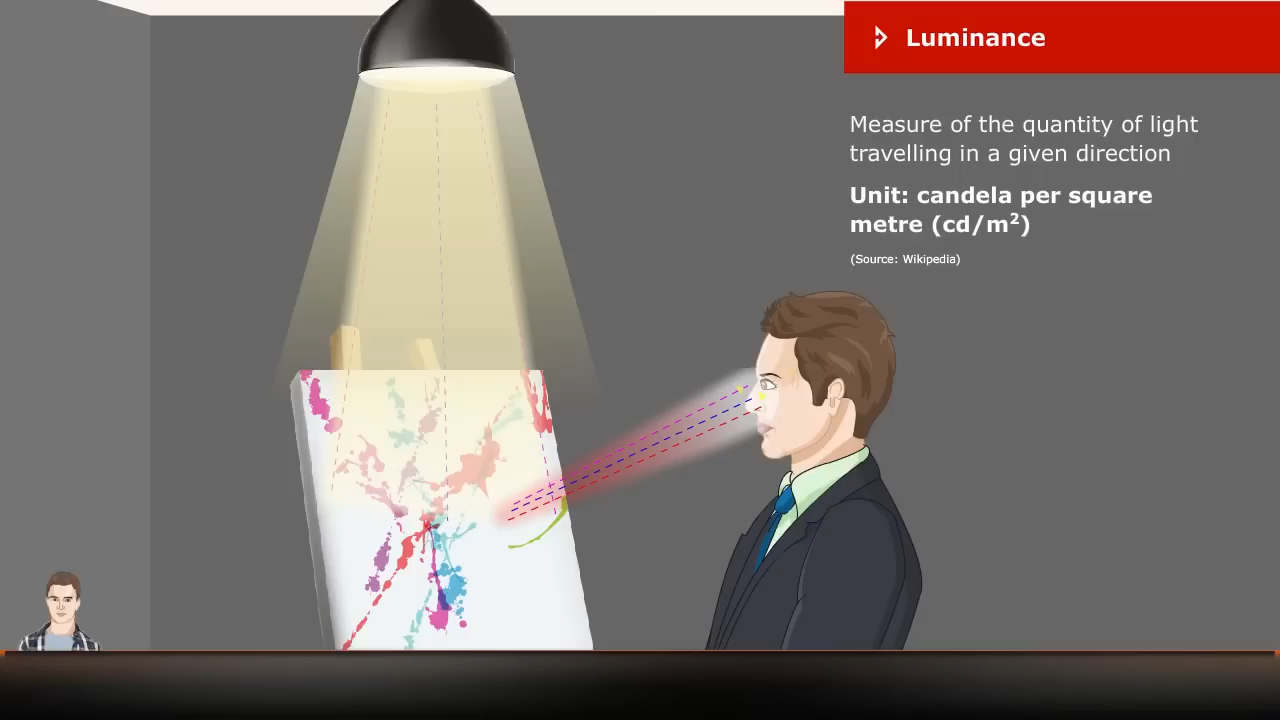 Luminance
Measure of the quantity of light
travelling in a given direction
Unit: candela per square
metre (cd/m²)
(Source: Wikipedia)